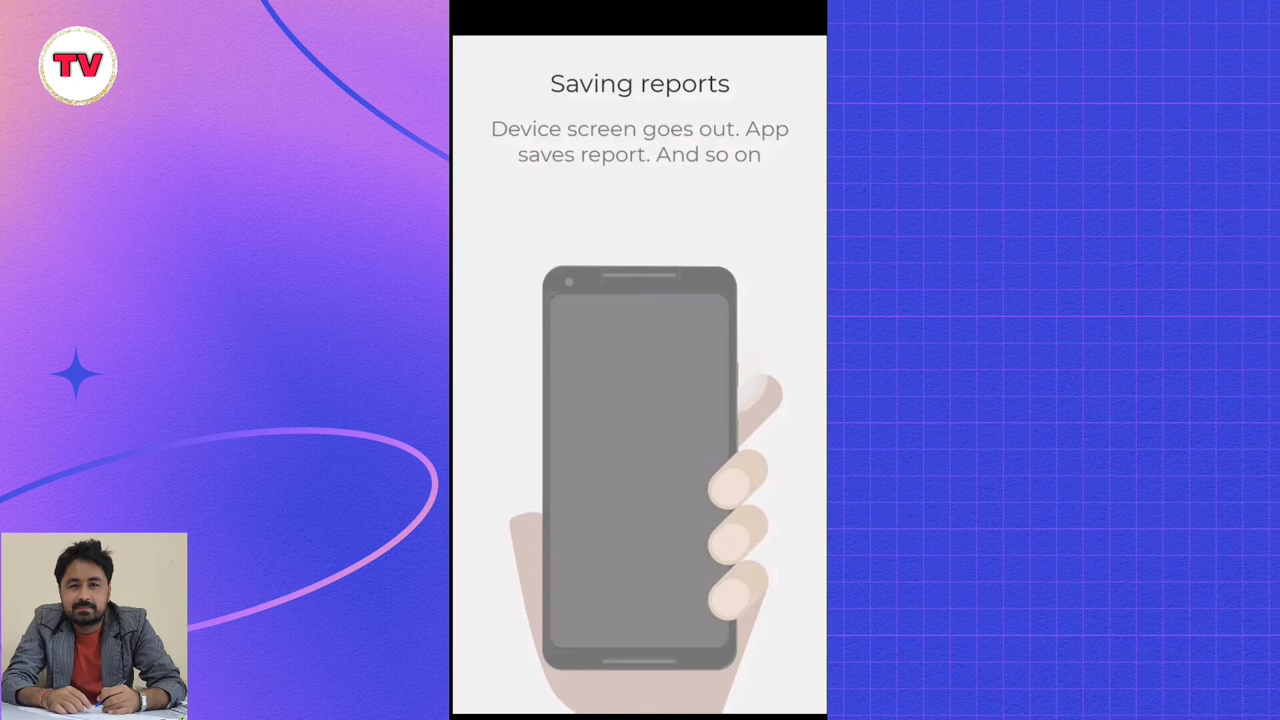 TV
Saving reports
Device screen goes out. App
saves report. And so on